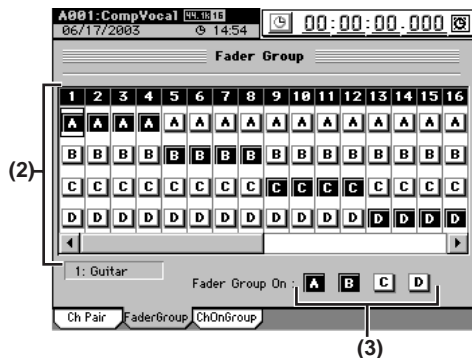 A001:CompVocal 44.1k 16
06/17/2003 14:54 00:00:00.000
Fader Group
1 2 3 4 5 6 7 8 9 10 11 12 13 14 15 16
A A A A A A A A A A A A A A A A
B B B B B B B B B B B B B B B B
(2)
C C C C C C C C C C C C C C C C
D D D D D D D D D D D D D D D D
1: Guitar
Fader Group On : A B C D
Ch Pair FaderGroup ChOnGroup
(3)